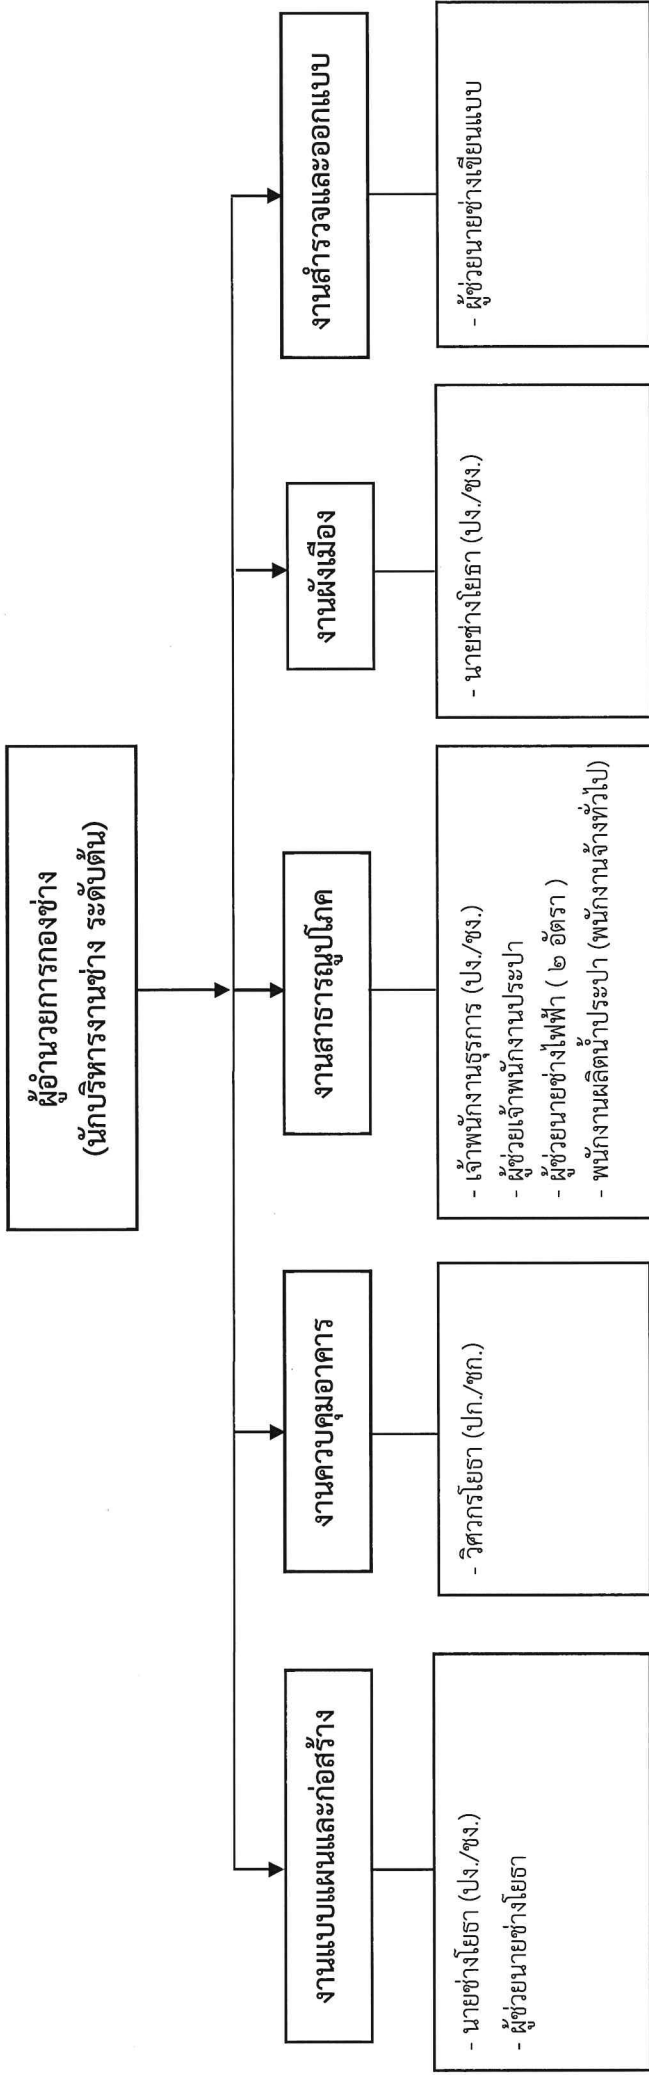 ผู้อำนวยการกองช่าง
(นักบริหารงานช่าง ระดับต้น)
งานแบบแผนและก่อสร้าง
- นายช่างโยธา (ปง./ชง.)
- ผู้ช่วยนายช่างโยธา
งานควบคุมอาคาร
- วิศวกรโยธา (ปก./ชก.)
งานสาธารณูปโภค
- เจ้าพนักงานธุรการ (ปง./ชง.)
- ผู้ช่วยเจ้าพนักงานประปา
- ผู้ช่วยนายช่างไฟฟ้า ( ๒ อัตรา )
- พนักงานผลิตน้ำประปา (พนักงานจ้างทั่วไป)
งานผังเมือง
- นายช่างโยธา (ปง./ชง.)
งานสำรวจและออกแบบ
- ผู้ช่วยนายช่างเขียนแบบ